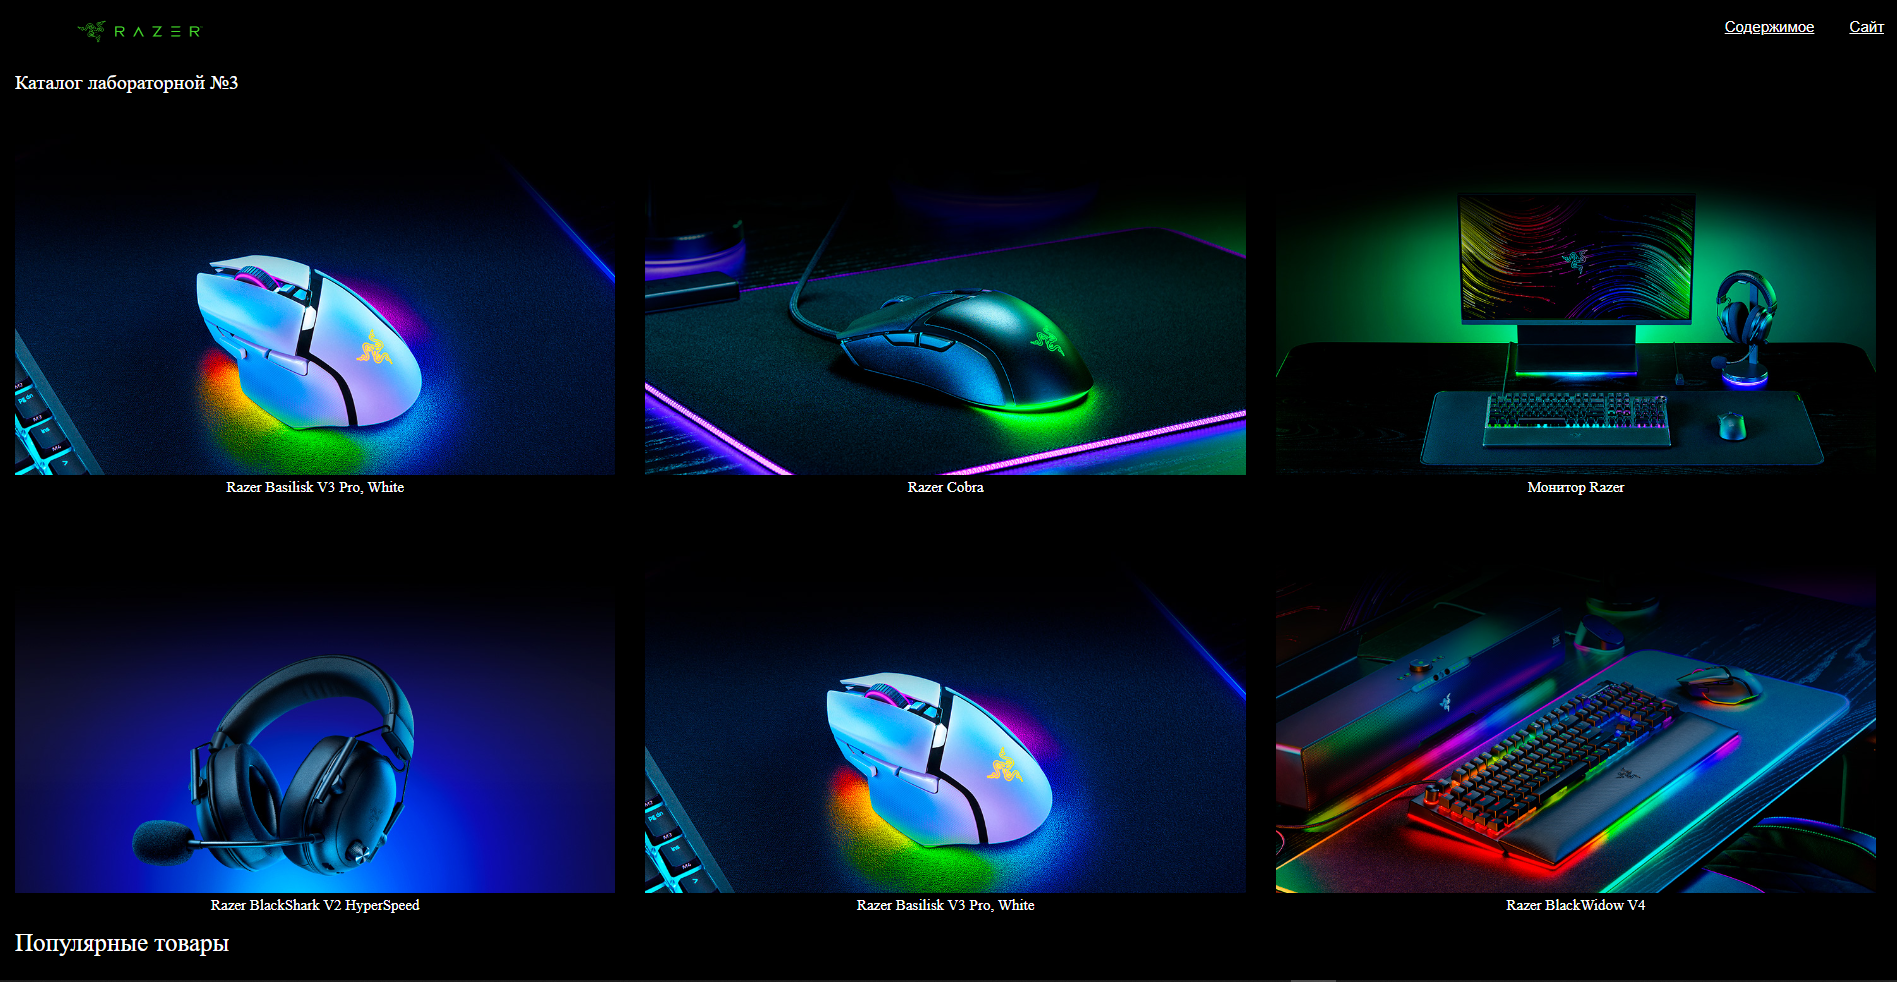 RAZER
Содержимое
Сайт
Каталог лабораторной №3
Razer Basilisk V3 Pro, White
Razer Cobra
Монитор Razer
Razer BlackShark V2 HyperSpeed
Razer Basilisk V3 Pro, White
Razer BlackWidow V4
Популярные товары